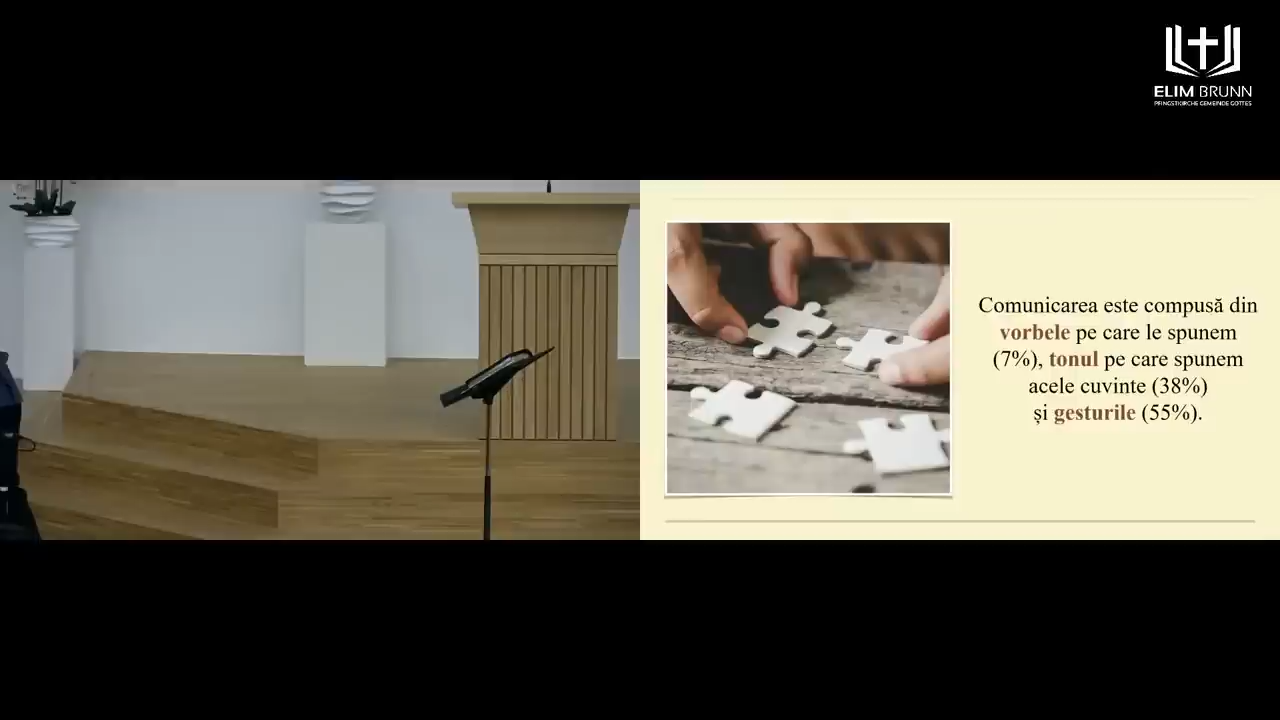 ELIM BRUNN
PFINGSTKIRCHE GEMEINDE GOTTES
Comunicarea este compusă din
vorbele pe care le spunem
(7%), tonul pe care spunem
acele cuvinte (38%)
și gesturile (55%).